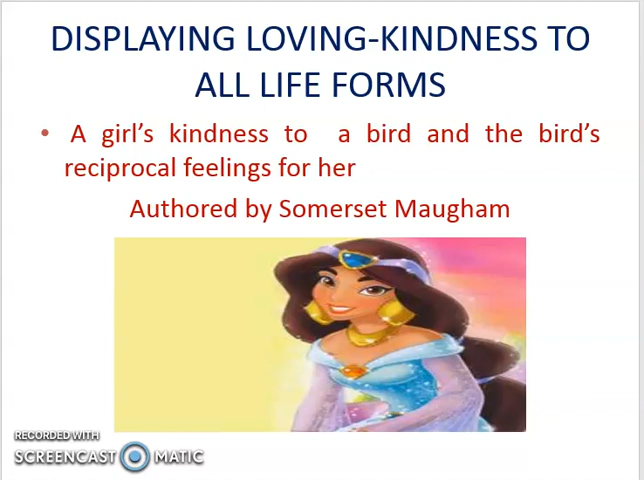 DISPLAYING LOVING-KINDNESS TO
ALL LIFE FORMS
• A girl's kindness to a bird and the bird's
reciprocal feelings for her
Authored by Somerset Maugham
RECORDED WITH
SCREENCAST MATIC